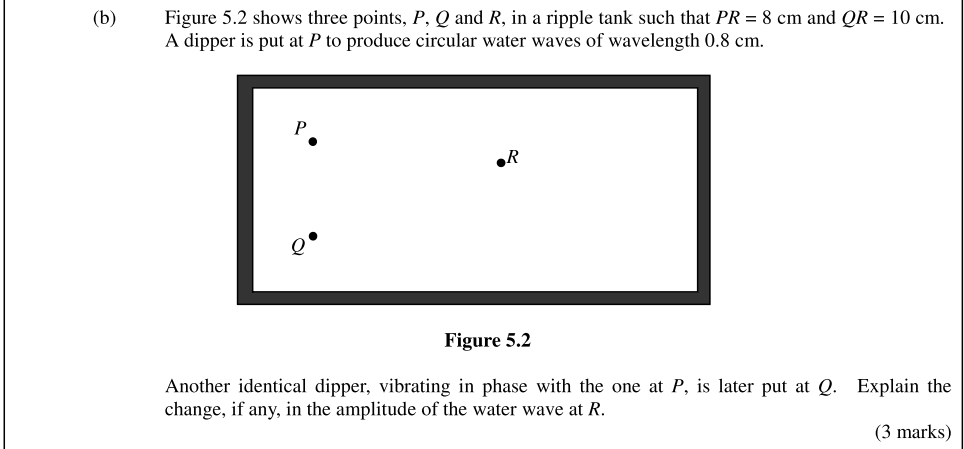 (b) Figure 5.2 shows three points, P, Q and R, in a ripple tank such that PR = 8 cm and QR = 10 cm.
A dipper is put at P to produce circular water waves of wavelength 0.8 cm.
P
R
Q
Figure 5.2
Another identical dipper, vibrating in phase with the one at P, is later put at Q. Explain the
change, if any, in the amplitude of the water wave at R.
(3 marks)